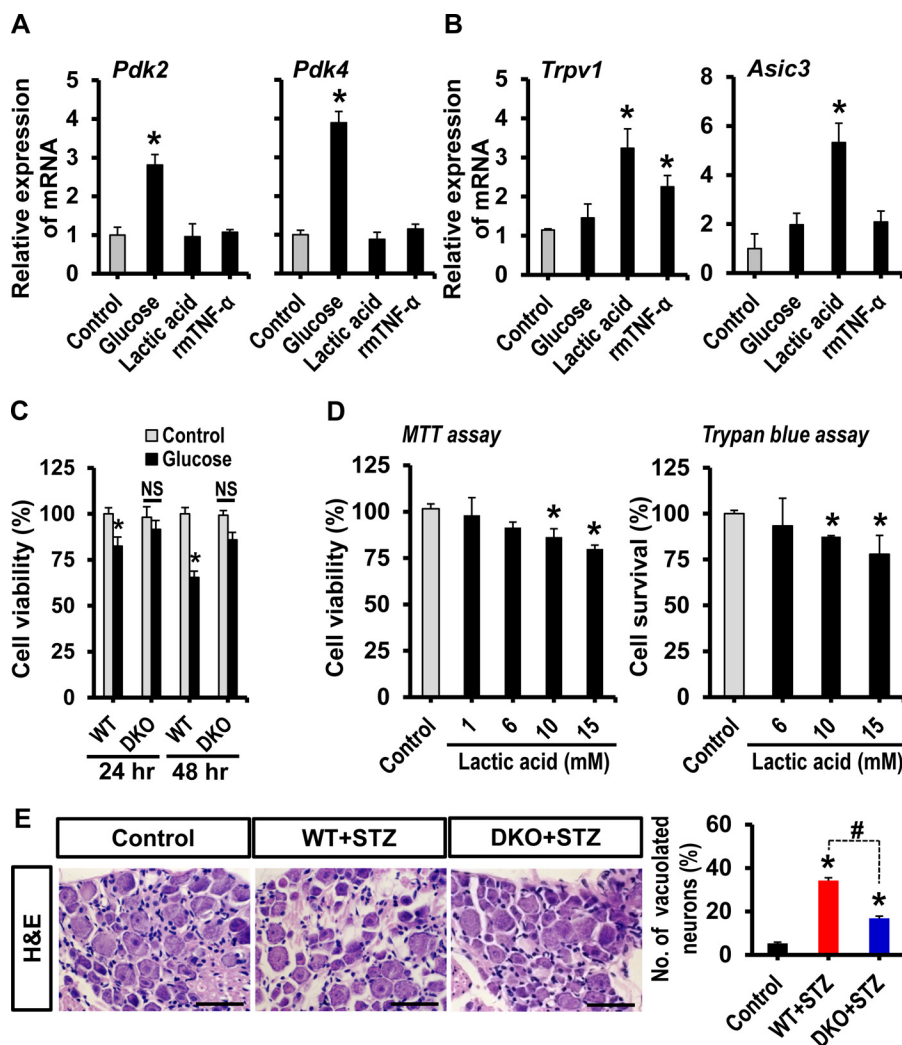 A
B
Pdk2
Pdk4
Trpv1
Asic3
Relative expression
of mRNA
5
4
3
2
1
0
*
Control
Glucose
Lactic acid
rmTNF-α
5
4
3
2
1
0
*
Control
Glucose
Lactic acid
rmTNF-α
Relative expression
of mRNA
5
4
3
2
1
0
*
*
Control
Glucose
Lactic acid
rmTNF-α
8
6
4
2
0
*
Control
Glucose
Lactic acid
rmTNF-α
C
Control
Glucose
Cell viability (%)
125
100
75
50
25
0
*
NS
*
NS
WT
DKO
WT
DKO
24 hr
48 hr
D
MTT assay
Cell viability (%)
125
100
75
50
25
0
*
*
Control
1
6
10
15
Lactic acid (mM)
Trypan blue assay
Cell survival (%)
125
100
75
50
25
0
*
*
Control
6
10
15
Lactic acid (mM)
E
Control
WT+STZ
DKO+STZ
H&E
No. of vacuolated
neurons (%)
60
40
20
0
*
#
*
Control
WT+STZ
DKO+STZ